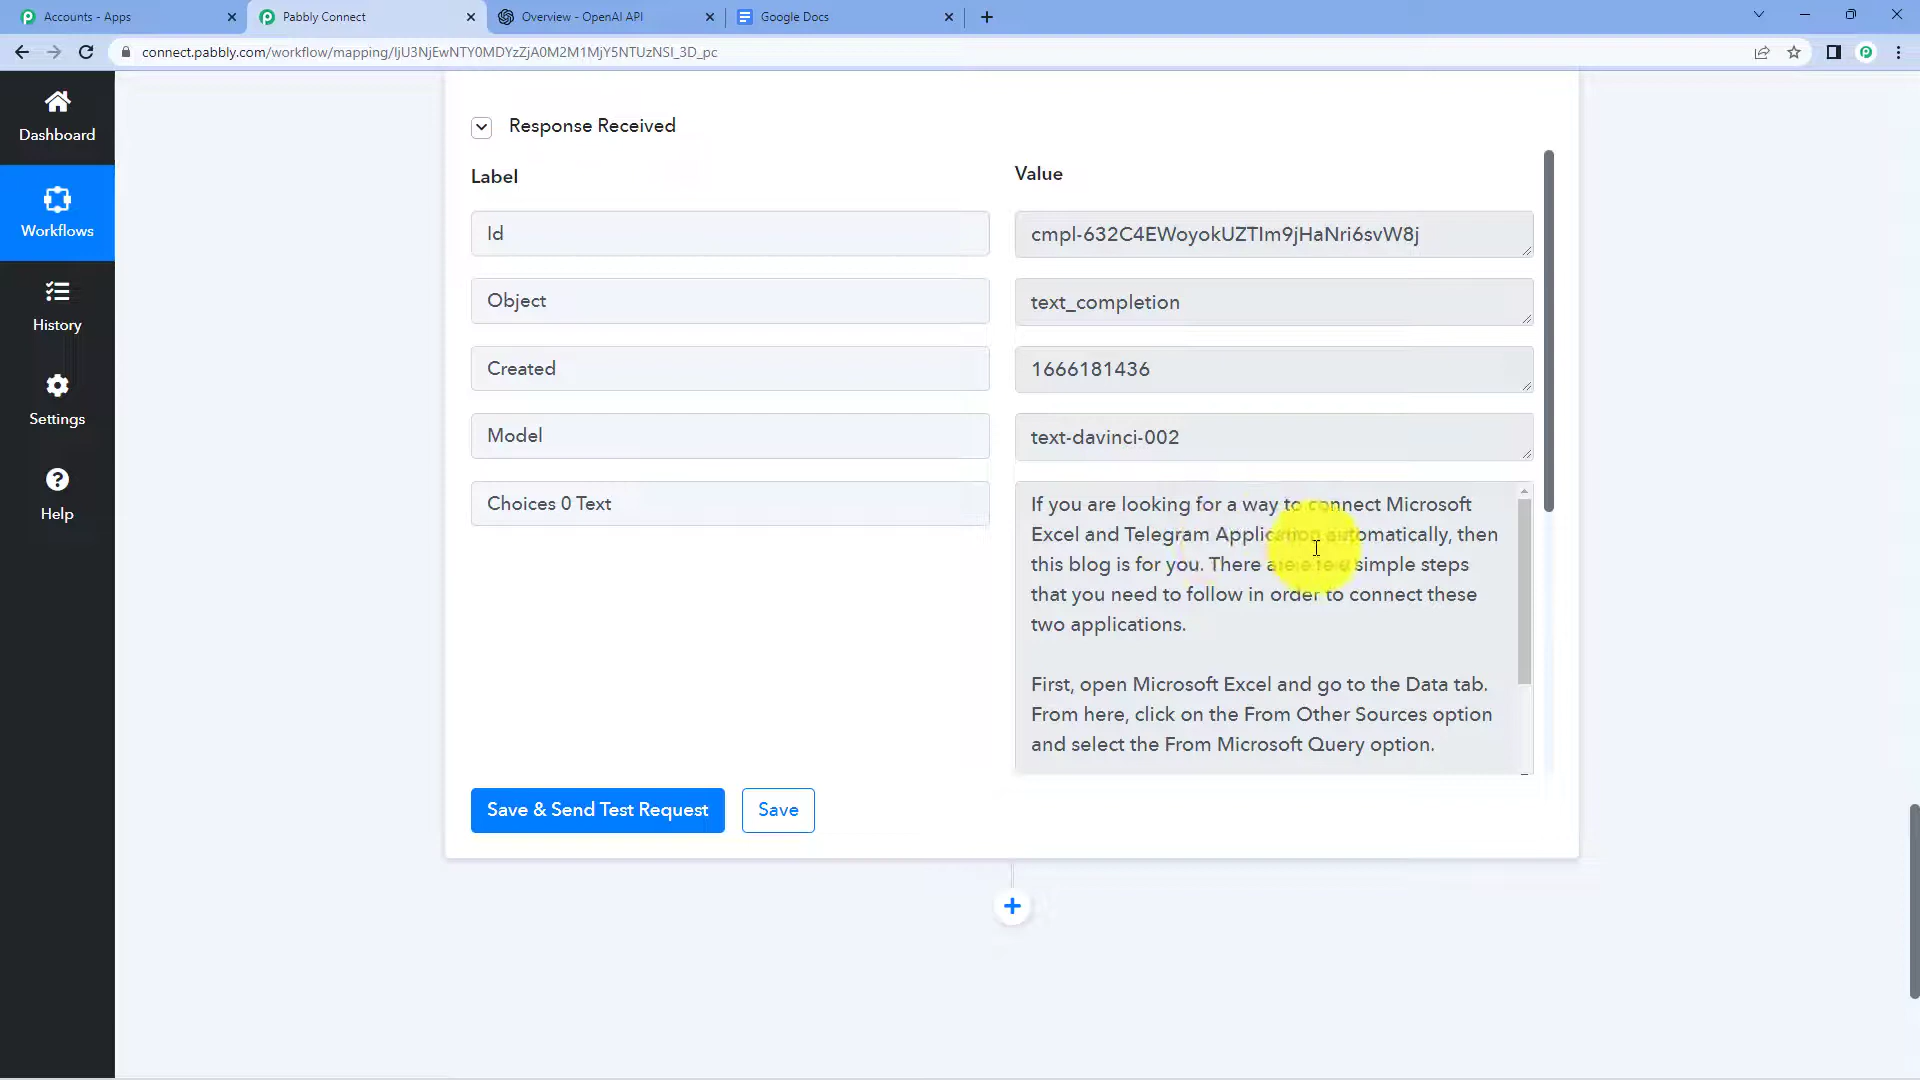 Accounts - Apps
Pabbly Connect
Overview - OpenAI API
Google Docs
connect.pabbly.com/workflow/mapping/IjU3NjEwNTY0MDYzZjA0M2M1MjY5NTUzNSI_3D_pc
Dashboard
Workflows
History
Settings
Help
Response Received
Label
Value
Id
cmpl-632C4EWoyokUZTIm9jHaNri6svW8j
Object
text_completion
Created
1666181436
Model
text-davinci-002
Choices 0 Text
If you are looking for a way to connect Microsoft
Excel and Telegram Application automatically, then
this blog is for you. There are a few simple steps
that you need to follow in order to connect these
two applications.
First, open Microsoft Excel and go to the Data tab.
From here, click on the From Other Sources option
and select the From Microsoft Query option.
Save & Send Test Request
Save